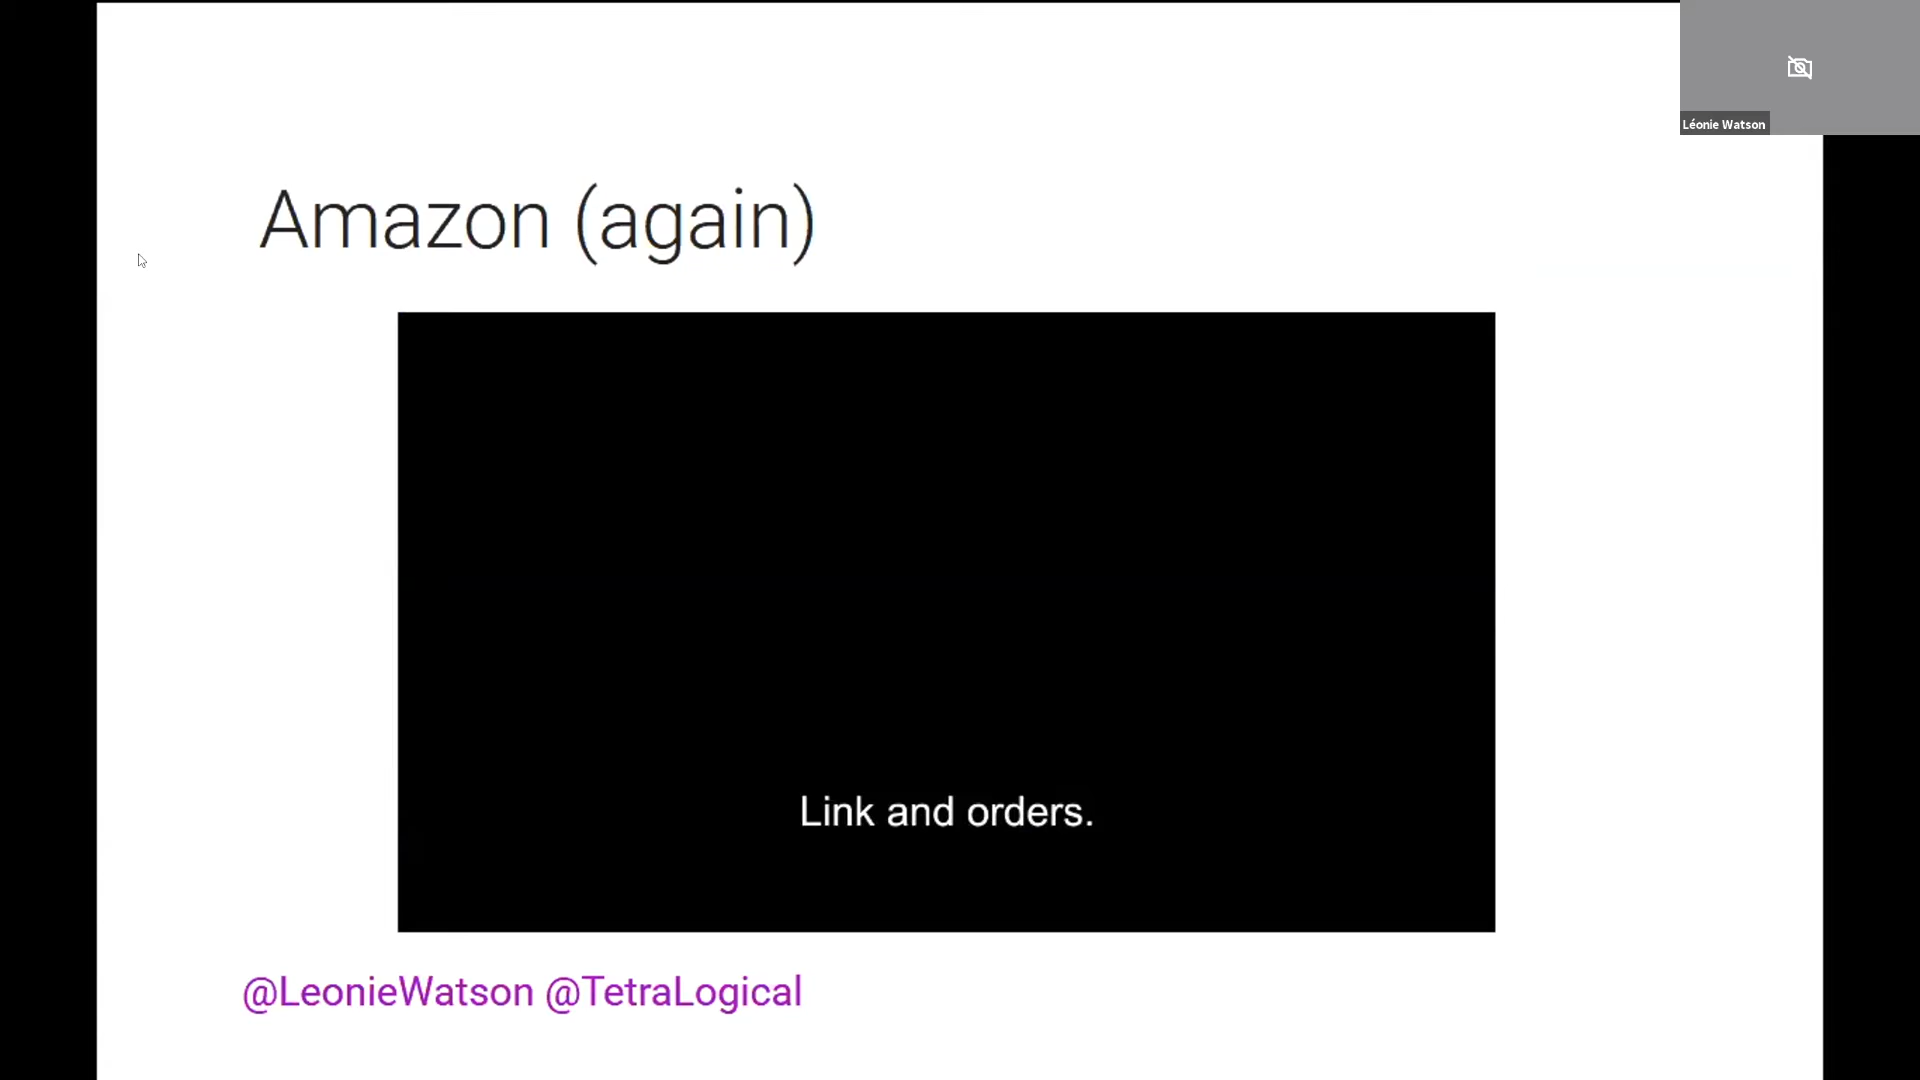 Léonie Watson
Amazon (again)
Link and orders.
@LeonieWatson @TetraLogical